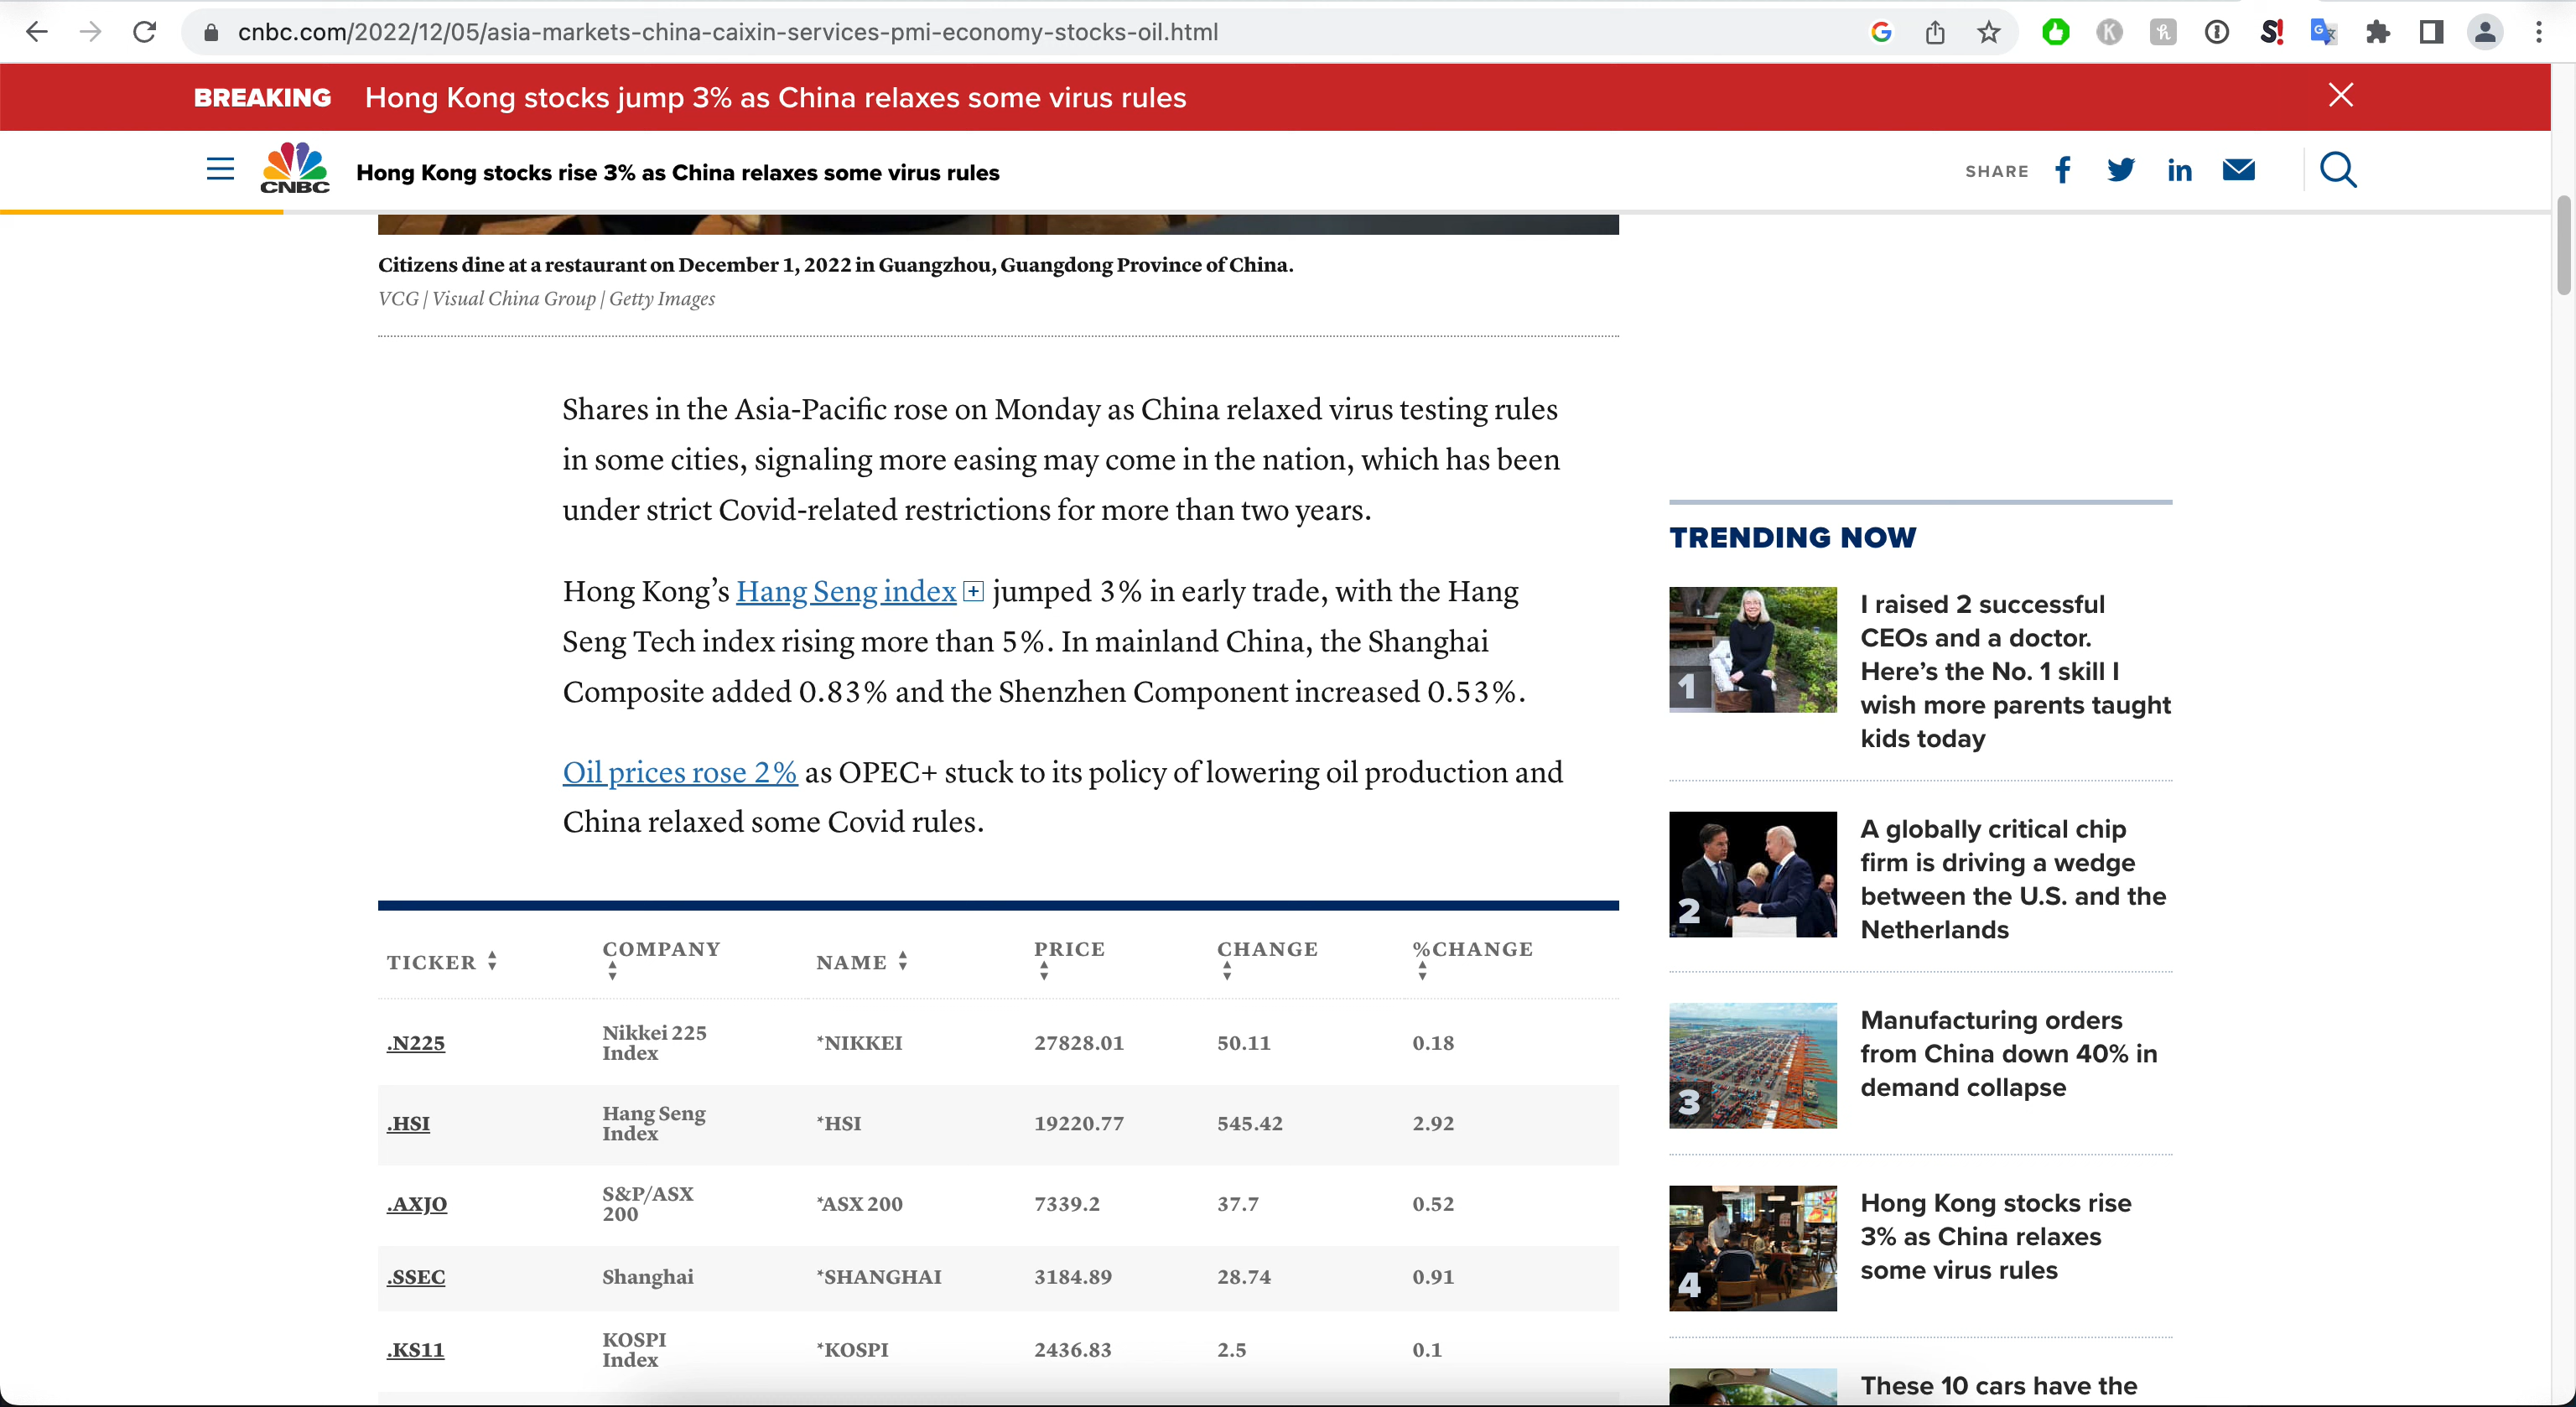 cnbc.com/2022/12/05/asia-markets-china-caixin-services-pmi-economy-stocks-oil.html
BREAKING Hong Kong stocks jump 3% as China relaxes some virus rules
CNBC
Hong Kong stocks rise 3% as China relaxes some virus rules
SHARE
Citizens dine at a restaurant on December 1, 2022 in Guangzhou, Guangdong Province of China.
VCG | Visual China Group | Getty Images
Shares in the Asia-Pacific rose on Monday as China relaxed virus testing rules
in some cities, signaling more easing may come in the nation, which has been
under strict Covid-related restrictions for more than two years.
Hong Kong’s Hang Seng index + jumped 3% in early trade, with the Hang
Seng Tech index rising more than 5%. In mainland China, the Shanghai
Composite added 0.83% and the Shenzhen Component increased 0.53%.
Oil prices rose 2% as OPEC+ stuck to its policy of lowering oil production and
China relaxed some Covid rules.
TICKER COMPANY NAME PRICE CHANGE %CHANGE
.N225 Nikkei 225 Index *NIKKEI 27828.01 50.11 0.18
.HSI Hang Seng Index *HSI 19220.77 545.42 2.92
.AXJO S&P/ASX 200 *ASX 200 7339.2 37.7 0.52
.SSEC Shanghai *SHANGHAI 3184.89 28.74 0.91
.KS11 KOSPI Index *KOSPI 2436.83 2.5 0.1
TRENDING NOW
1
I raised 2 successful
CEOs and a doctor.
Here’s the No. 1 skill I
wish more parents taught
kids today
2
A globally critical chip
firm is driving a wedge
between the U.S. and the
Netherlands
3
Manufacturing orders
from China down 40% in
demand collapse
4
Hong Kong stocks rise
3% as China relaxes
some virus rules
These 10 cars have the